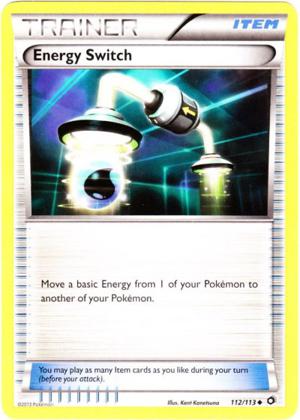 TRAINER
ITEM
Energy Switch
Move a basic Energy from 1 of your Pokémon to
another of your Pokémon.
You may play as many Item cards as you like during your turn
(before your attack).
©2013 Pokémon
Illus. Kent Kanetsuna
112/113